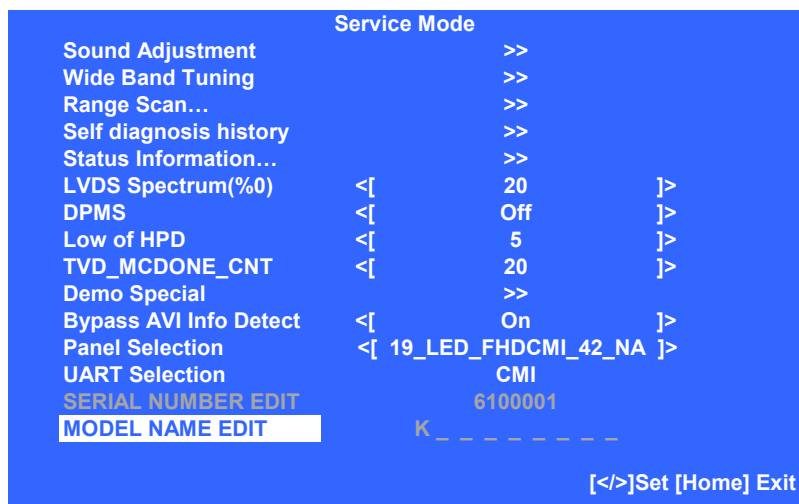 Service Mode
Sound Adjustment >>
Wide Band Tuning >>
Range Scan… >>
Self diagnosis history >>
Status Information… >>
LVDS Spectrum(%0) <[ 20 ]>
DPMS <[ Off ]>
Low of HPD <[ 5 ]>
TVD_MCDONE_CNT <[ 20 ]>
Demo Special >>
Bypass AVI Info Detect <[ On ]>
Panel Selection <[ 19_LED_FHDCMI_42_NA ]>
UART Selection CMI
SERIAL NUMBER EDIT 6100001
MODEL NAME EDIT K _ _ _ _ _ _ _ _
[</>]Set [Home] Exit